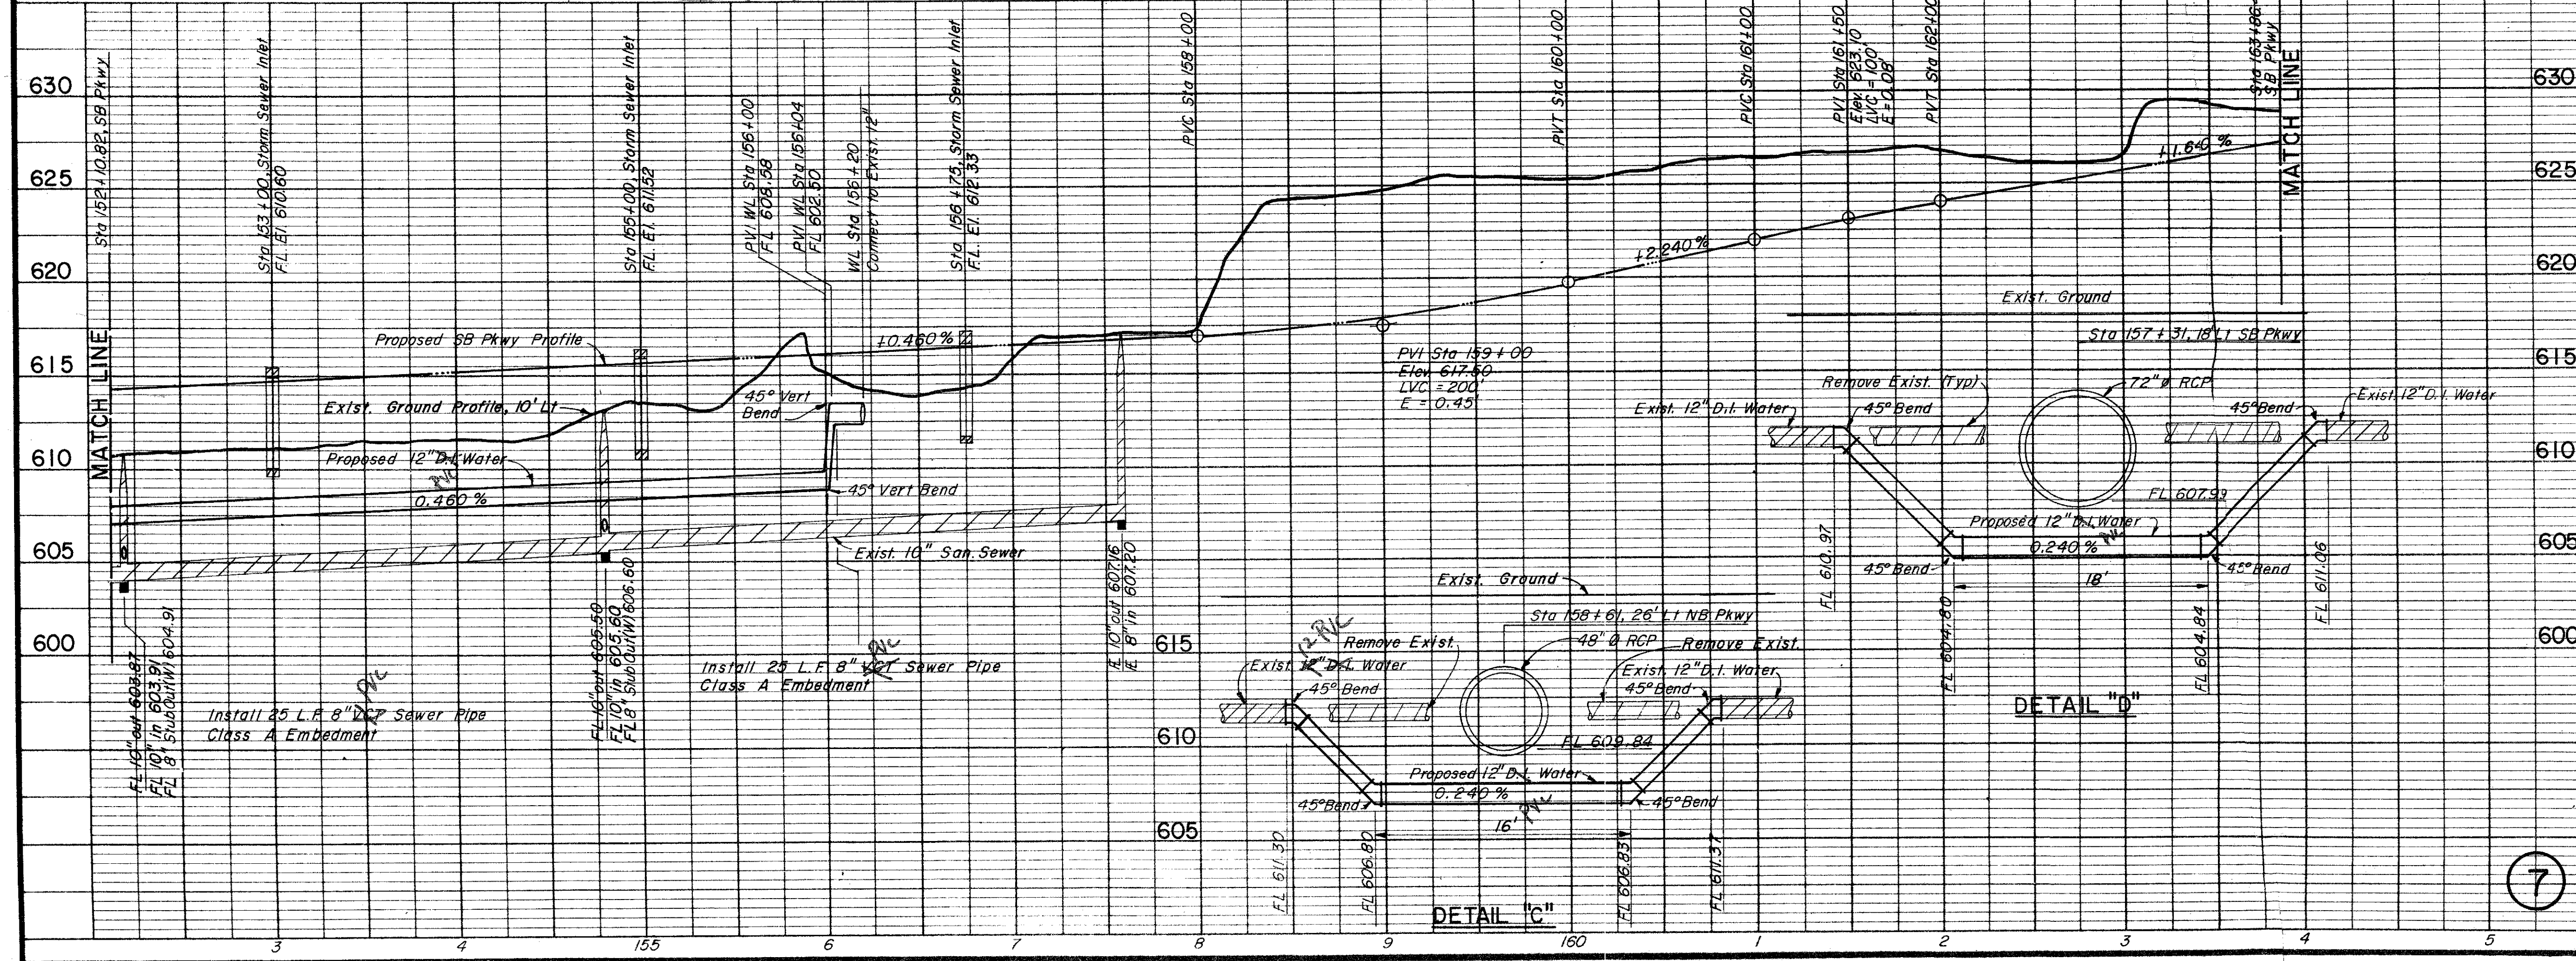 630
625
620
615
610
605
600
Sta 152+10.82, SB Pkwy
MATCH LINE
Sta 153+00, Storm Sewer Inlet
F.L. El. 610.60
Sta 155+00, Storm Sewer Inlet
F.L. El. 611.52
PVI WL Sta 156+00
FL 608.58
PVI WL Sta 156+04
FL 602.50
WL Sta 156+20
Connect to Exist. 12"
Sta 156+75, Storm Sewer Inlet
F.L. El. 612.33
PVC Sta 158+00
PVT Sta 160+00
PVC Sta 161+00
PVI Sta 161+50
Elev. 623.10
LVC = 100'
E = 0.08'
PVT Sta 162+00
Sta 163+86
SB Pkwy
MATCH LINE
630
625
620
615
610
605
600
Proposed SB Pkwy Profile
+0.460%
+2.240%
+1.640%
PVI Sta 159+00
Elev 617.50
LVC = 200'
E = 0.45'
Exist. Ground Profile, 10' Lt
45° Vert
Bend
Proposed 12" D.I. Water
PVC
0.460%
45° Vert Bend
Exist. 10" San. Sewer
FL 10" out 603.87
FL 10" in 603.91
FL 8" Stub Out(W) 604.91
Install 25 L.F. 8" VCT Sewer Pipe
Class A Embedment
PVC
FL 10" out 605.50
FL 10" in 605.60
FL 8" Stub Out(W) 606.60
Install 25 L.F. 8" VCT Sewer Pipe
Class A Embedment
PVC
Æ 10" out 607.16
Æ 8" in 607.20
Exist. Ground
Sta 157+31, 18' Lt SB Pkwy
72" Ø RCP
Remove Exist. (Typ)
Exist. 12" D.I. Water
45° Bend
45° Bend
Exist. 12" D.I. Water
FL 607.99
Proposed 12" D.I. Water
PVC
0.240%
45° Bend
45° Bend
18'
FL 610.97
FL 604.80
FL 604.84
FL 611.06
DETAIL "D"
615
610
605
Exist. Ground
Sta 158+61, 26' Lt NB Pkwy
48" Ø RCP
Remove Exist.
Remove Exist.
12" PVC
Exist. 12" D.I. Water
Exist. 12" D.I. Water
45° Bend
45° Bend
FL 609.84
Proposed 12" D.I. Water
0.240%
PVC
45° Bend
45° Bend
16'
FL 611.30
FL 606.80
FL 606.83
FL 611.37
DETAIL "C"
7
3
4
155
6
7
8
9
160
1
2
3
4
5